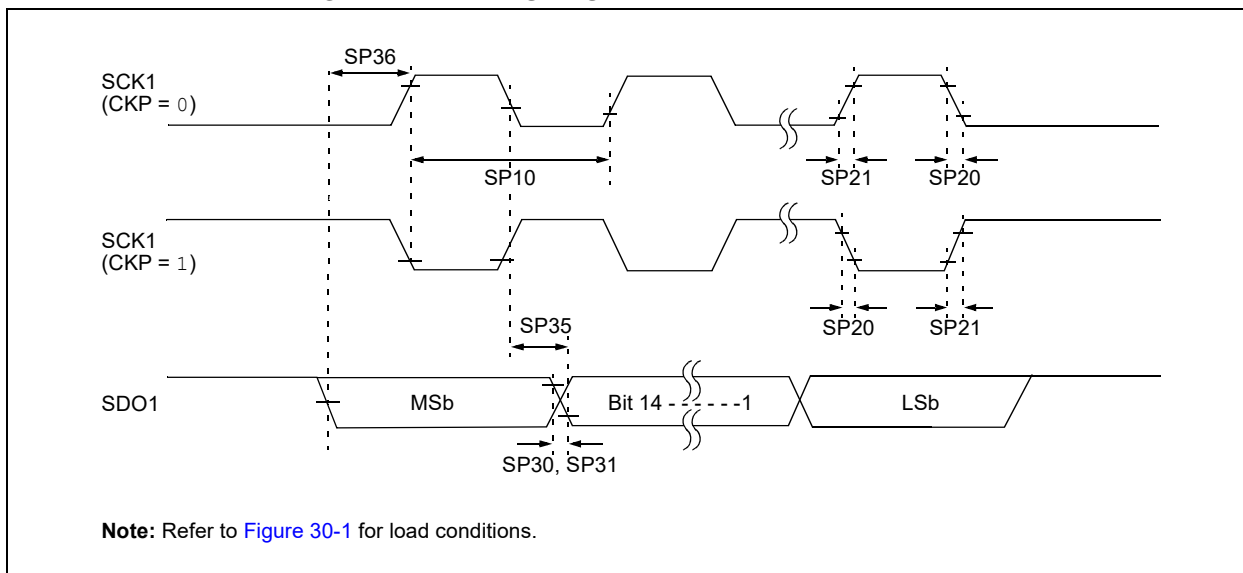 SP36
SCK1
(CKP = 0)
SP10
SP21
SP20
SCK1
(CKP = 1)
SP35
SP20
SP21
SDO1
MSb
Bit 14 - - - - - -1
LSb
SP30, SP31
Note: Refer to Figure 30-1 for load conditions.